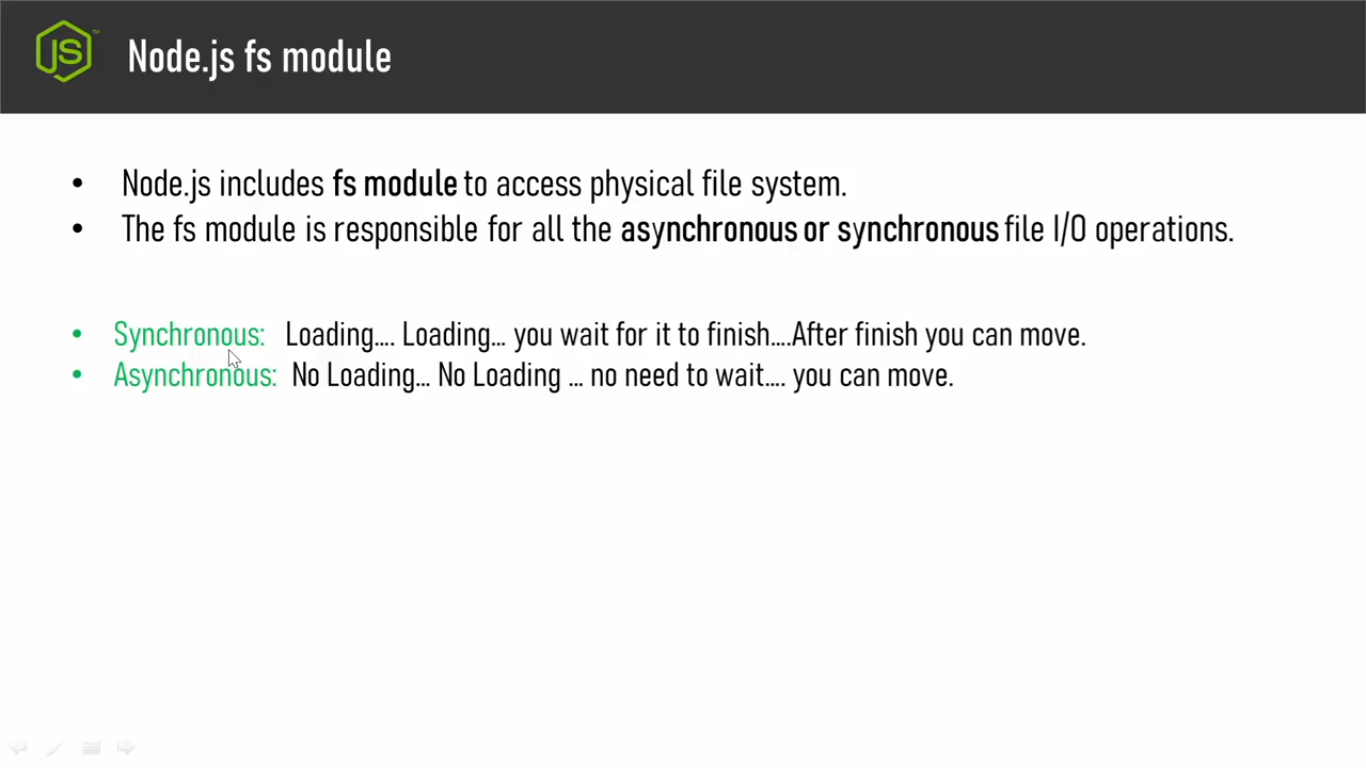 JS™
Node.js fs module
• Node.js includes fs module to access physical file system.
• The fs module is responsible for all the asynchronous or synchronous file I/O operations.
• Synchronous: Loading.... Loading... you wait for it to finish....After finish you can move.
• Asynchronous: No Loading... No Loading ... no need to wait.... you can move.